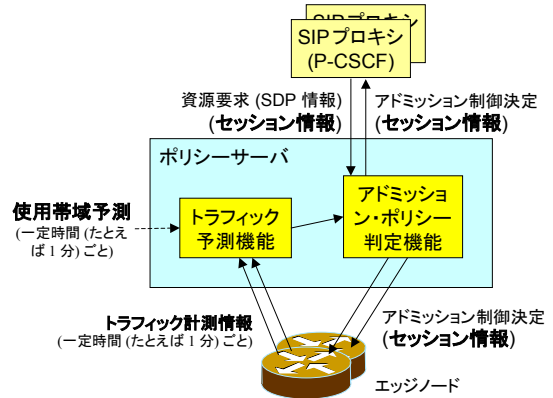 SIPプロキシ
SIPプロキシ
(P-CSCF)
資源要求 (SDP 情報)
(セッション情報)
アドミッション制御決定
(セッション情報)
ポリシーサーバ
使用帯域予測
(一定時間 (たとえ
ば 1 分) ごと)
トラフィック
予測機能
アドミッショ
ン・ポリシー
判定機能
トラフィック計測情報
(一定時間 (たとえば 1 分) ごと)
アドミッション制御決定
(セッション情報)
エッジノード